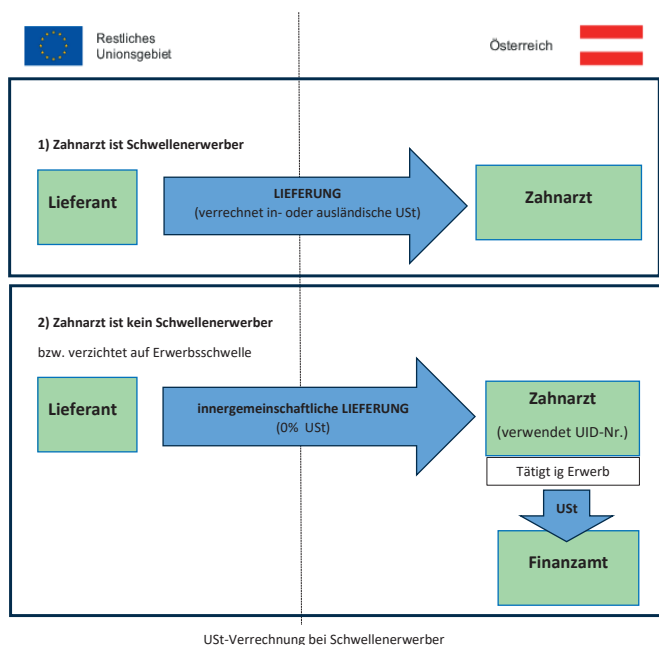 Restliches
Unionsgebiet
Österreich
1) Zahnarzt ist Schwellenerwerber
Lieferant
LIEFERUNG
(verrechnet in- oder ausländische USt)
Zahnarzt
2) Zahnarzt ist kein Schwellenerwerber
bzw. verzichtet auf Erwerbsschwelle
Lieferant
innergemeinschaftliche LIEFERUNG
(0% USt)
Zahnarzt
(verwendet UID-Nr.)
Tätigt ig Erwerb
USt
Finanzamt
USt-Verrechnung bei Schwellenerwerber